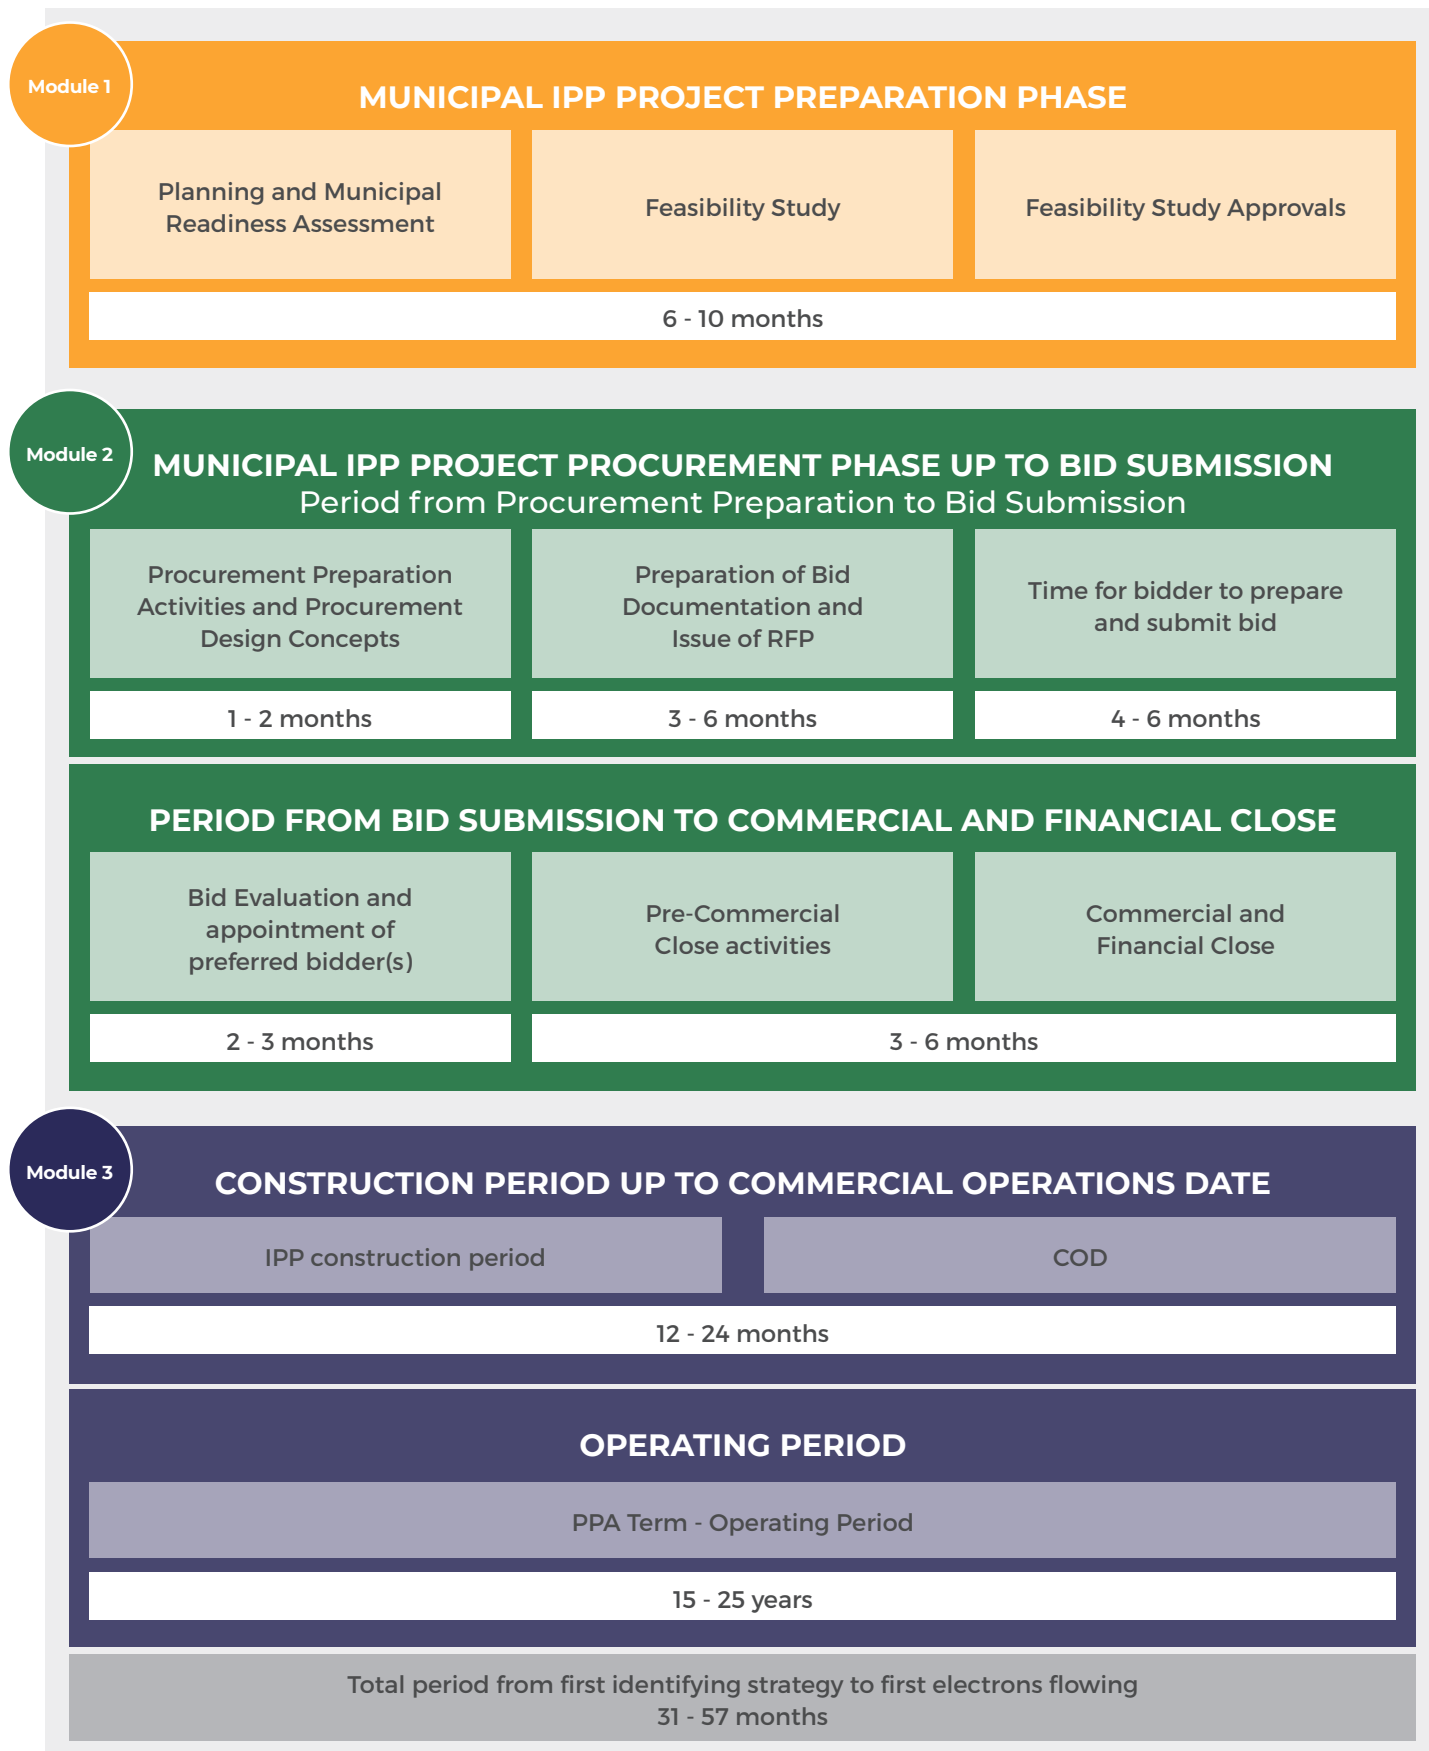 Module 1
MUNICIPAL IPP PROJECT PREPARATION PHASE
Planning and Municipal
Readiness Assessment
Feasibility Study
Feasibility Study Approvals
6 - 10 months
Module 2
MUNICIPAL IPP PROJECT PROCUREMENT PHASE UP TO BID SUBMISSION
Period from Procurement Preparation to Bid Submission
Procurement Preparation
Activities and Procurement
Design Concepts
Preparation of Bid
Documentation and
Issue of RFP
Time for bidder to prepare
and submit bid
1 - 2 months
3 - 6 months
4 - 6 months
PERIOD FROM BID SUBMISSION TO COMMERCIAL AND FINANCIAL CLOSE
Bid Evaluation and
appointment of
preferred bidder(s)
Pre-Commercial
Close activities
Commercial and
Financial Close
2 - 3 months
3 - 6 months
Module 3
CONSTRUCTION PERIOD UP TO COMMERCIAL OPERATIONS DATE
IPP construction period
COD
12 - 24 months
OPERATING PERIOD
PPA Term - Operating Period
15 - 25 years
Total period from first identifying strategy to first electrons flowing
31 - 57 months